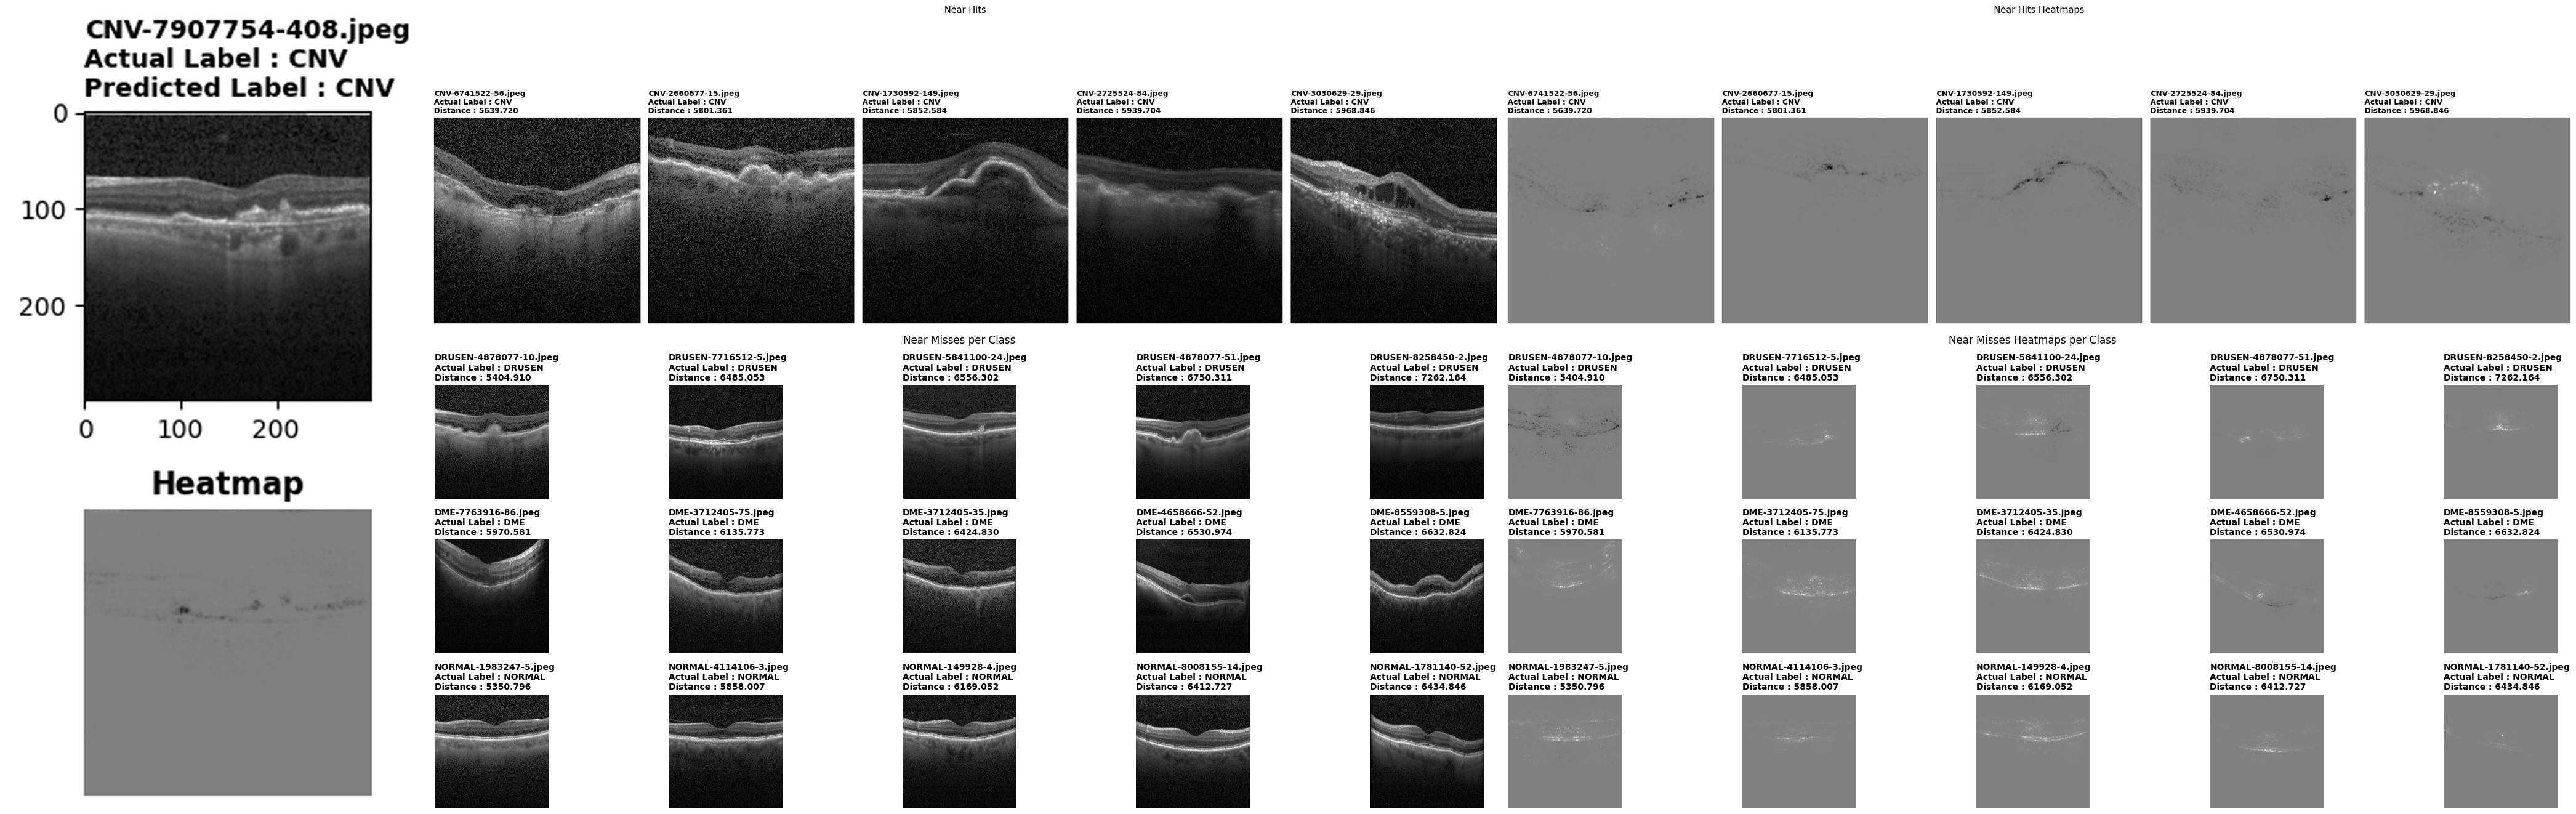 CNV-7907754-408.jpeg
Actual Label : CNV
Predicted Label : CNV
0
100
200
0
100
200
Heatmap
Near Hits
CNV-6741522-56.jpeg
Actual Label : CNV
Distance : 5639.720
CNV-2660677-15.jpeg
Actual Label : CNV
Distance : 5801.361
CNV-1730592-149.jpeg
Actual Label : CNV
Distance : 5852.584
CNV-2725524-84.jpeg
Actual Label : CNV
Distance : 5939.704
CNV-3030629-29.jpeg
Actual Label : CNV
Distance : 5968.846
Near Hits Heatmaps
CNV-6741522-56.jpeg
Actual Label : CNV
Distance : 5639.720
CNV-2660677-15.jpeg
Actual Label : CNV
Distance : 5801.361
CNV-1730592-149.jpeg
Actual Label : CNV
Distance : 5852.584
CNV-2725524-84.jpeg
Actual Label : CNV
Distance : 5939.704
CNV-3030629-29.jpeg
Actual Label : CNV
Distance : 5968.846
Near Misses per Class
DRUSEN-4878077-10.jpeg
Actual Label : DRUSEN
Distance : 5404.910
DRUSEN-7716512-5.jpeg
Actual Label : DRUSEN
Distance : 6485.053
DRUSEN-5841100-24.jpeg
Actual Label : DRUSEN
Distance : 6556.302
DRUSEN-4878077-51.jpeg
Actual Label : DRUSEN
Distance : 6750.311
DRUSEN-8258450-2.jpeg
Actual Label : DRUSEN
Distance : 7262.164
DME-7763916-86.jpeg
Actual Label : DME
Distance : 5970.581
DME-3712405-75.jpeg
Actual Label : DME
Distance : 6135.773
DME-3712405-35.jpeg
Actual Label : DME
Distance : 6424.830
DME-4658666-52.jpeg
Actual Label : DME
Distance : 6530.974
DME-8559308-5.jpeg
Actual Label : DME
Distance : 6632.824
NORMAL-1983247-5.jpeg
Actual Label : NORMAL
Distance : 5350.796
NORMAL-4114106-3.jpeg
Actual Label : NORMAL
Distance : 5858.007
NORMAL-149928-4.jpeg
Actual Label : NORMAL
Distance : 6169.052
NORMAL-8008155-14.jpeg
Actual Label : NORMAL
Distance : 6412.727
NORMAL-1781140-52.jpeg
Actual Label : NORMAL
Distance : 6434.846
Near Misses Heatmaps per Class
DRUSEN-4878077-10.jpeg
Actual Label : DRUSEN
Distance : 5404.910
DRUSEN-7716512-5.jpeg
Actual Label : DRUSEN
Distance : 6485.053
DRUSEN-5841100-24.jpeg
Actual Label : DRUSEN
Distance : 6556.302
DRUSEN-4878077-51.jpeg
Actual Label : DRUSEN
Distance : 6750.311
DRUSEN-8258450-2.jpeg
Actual Label : DRUSEN
Distance : 7262.164
DME-7763916-86.jpeg
Actual Label : DME
Distance : 5970.581
DME-3712405-75.jpeg
Actual Label : DME
Distance : 6135.773
DME-3712405-35.jpeg
Actual Label : DME
Distance : 6424.830
DME-4658666-52.jpeg
Actual Label : DME
Distance : 6530.974
DME-8559308-5.jpeg
Actual Label : DME
Distance : 6632.824
NORMAL-1983247-5.jpeg
Actual Label : NORMAL
Distance : 5350.796
NORMAL-4114106-3.jpeg
Actual Label : NORMAL
Distance : 5858.007
NORMAL-149928-4.jpeg
Actual Label : NORMAL
Distance : 6169.052
NORMAL-8008155-14.jpeg
Actual Label : NORMAL
Distance : 6412.727
NORMAL-1781140-52.jpeg
Actual Label : NORMAL
Distance : 6434.846